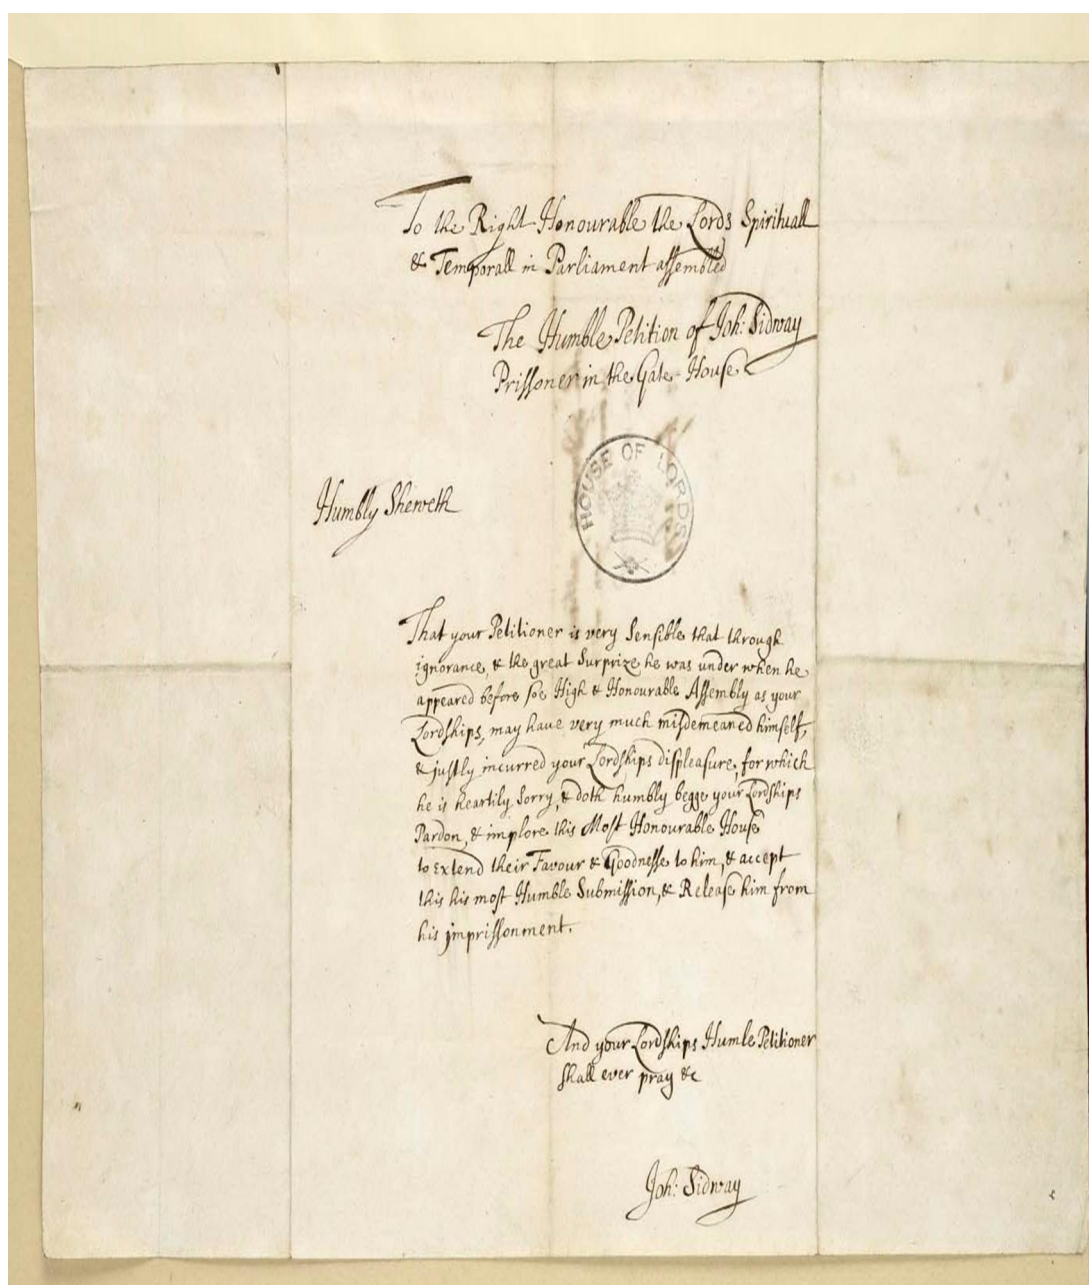 To the Right Honourable the Lords Spirituall
& Temporall in Parliament assembled
The Humble Petition of Joh: Sidway
Prissoner in the Gate-House
HOUSE OF LORDS
Humbly Sheweth
That your Petitioner is very Sensible that through
ignorance, & the great Surprize he was under when he
appeared before soe High & Honourable Assembly as your
Lordships, may have very much misdemeaned himself,
& justly incurred your Lordships displeasure, for which
he is heartily Sorry, & doth humbly begge your Lordships
Pardon, & implore this Most Honourable House
to Extend their Favour & Goodnesse to him, & accept
this his most Humble Submission, & Release him from
his imprissonment.
And your Lordships Humle Petitioner
shall ever pray &c
Joh: Sidway